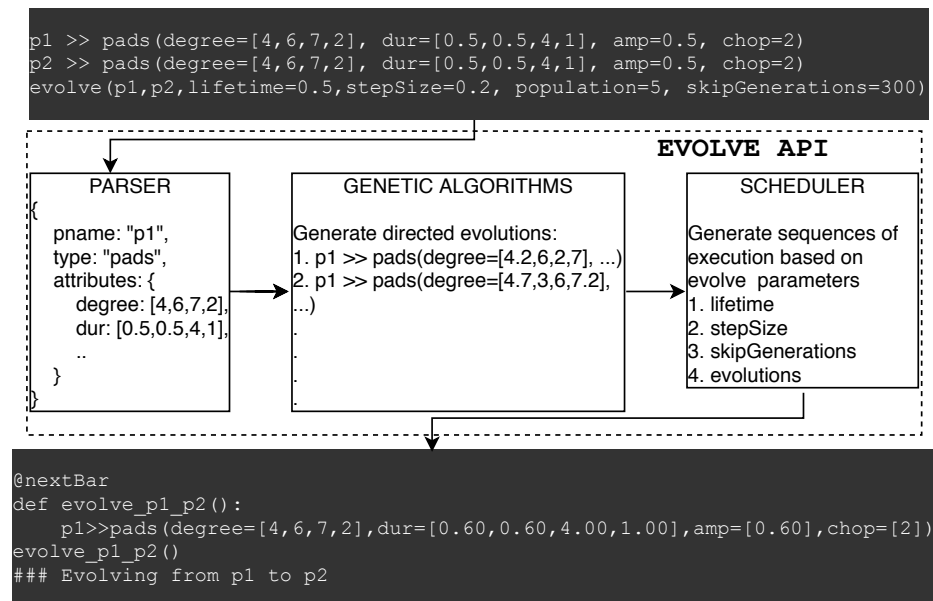 p1 >> pads(degree=[4,6,7,2], dur=[0.5,0.5,4,1], amp=0.5, chop=2)
p2 >> pads(degree=[4,6,7,2], dur=[0.5,0.5,4,1], amp=0.5, chop=2)
evolve(p1,p2,lifetime=0.5,stepSize=0.2, population=5, skipGenerations=300)
EVOLVE API
PARSER
{
pname: "p1",
type: "pads",
attributes: {
degree: [4,6,7,2],
dur: [0.5,0.5,4,1],
..
}
}
GENETIC ALGORITHMS
Generate directed evolutions:
1. p1 >> pads(degree=[4.2,6,2,7], ...)
2. p1 >> pads(degree=[4.7,3,6,7.2],
...)
.
.
.
.
SCHEDULER
Generate sequences of
execution based on
evolve parameters
1. lifetime
2. stepSize
3. skipGenerations
4. evolutions
@nextBar
def evolve_p1_p2():
p1>>pads(degree=[4,6,7,2],dur=[0.60,0.60,4.00,1.00],amp=[0.60],chop=[2])
evolve_p1_p2()
### Evolving from p1 to p2